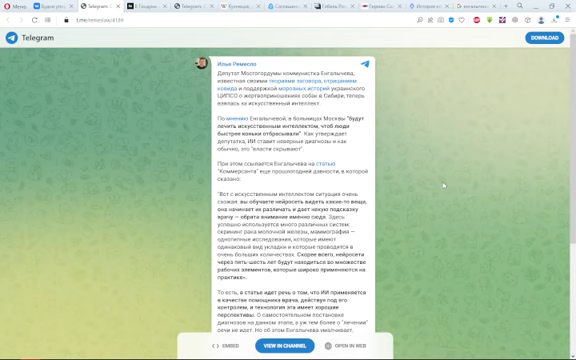 Меню
t.me/remeslaw/4189
Telegram
DOWNLOAD
Илья Ремесло
Депутат Мосгордумы коммунистка Енгалычева,
известная своими теориями заговора, отрицанием
ковида и поддержкой морозных историй украинского
ЦИПСО о жертвоприношениях собак в Сибири, теперь
взялась за искусственный интеллект.
По мнению Енгалычевой, в больницах Москвы "будут
лечить искусственным интеллектом, чтоб люди
быстрее коньки отбрасывали". Как утверждает
депутатка, ИИ ставит неверные диагнозы и как
обычно, это "власти скрывают".
При этом ссылается Енгалычева на статью
"Коммерсанта" еще прошлогодней давности, в которой
сказано:
"Вот с искусственным интеллектом ситуация очень
схожая: вы обучаете нейросеть видеть какие-то вещи,
она начинает их различать и дает некую подсказку
врачу — обрати внимание именно сюда. Здесь
успешно используется много различных систем:
скрининг рака молочной железы, маммография —
однотипные исследования, которые имеют
одинаковый вид укладки и которые проводятся в
очень больших количествах. Скорее всего, нейросети
через пять-шесть лет будут находиться во множестве
рабочих элементов, которые широко применяются на
практике».
То есть, в статье идет речь о том, что ИИ применяется
в качестве помощника врача, действуя под его
контролем, и технология эта имеет хорошие
перспективы. О самостоятельной постановке
диагнозов на данном этапе, а уж тем более о "лечении"
речи не идет. Но об этом Енгалычева умалчивает.
EMBED
VIEW IN CHANNEL
OPEN IN WEB